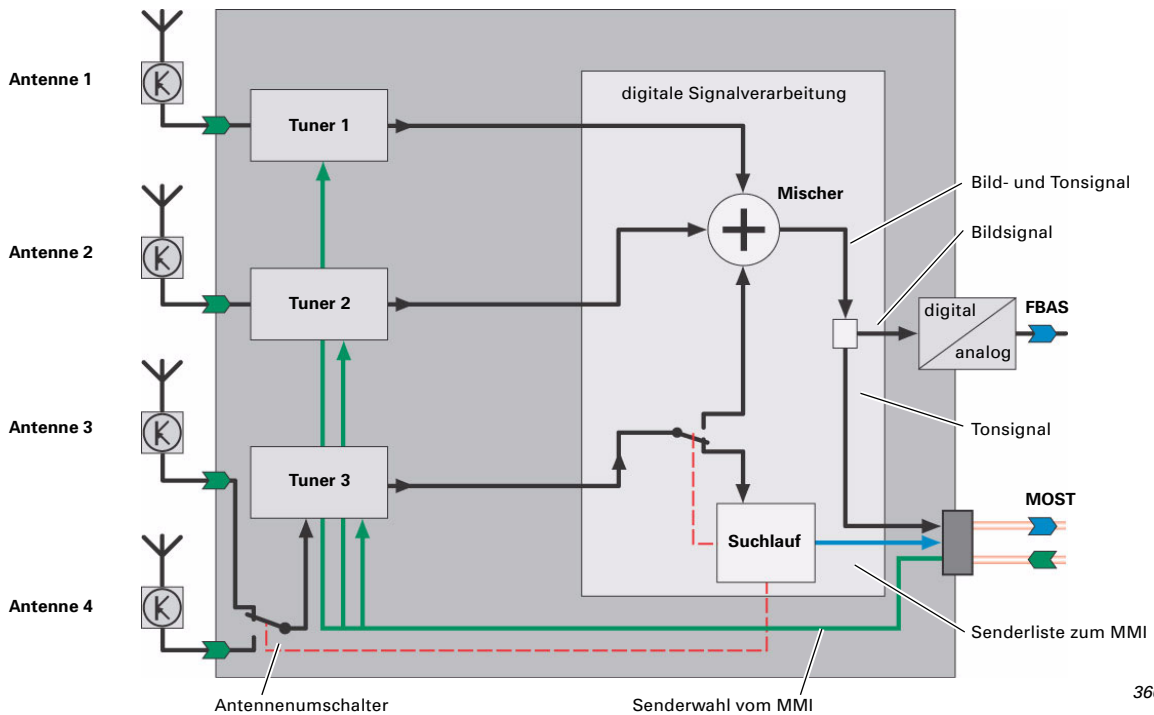 Antenne 1
Antenne 2
Antenne 3
Antenne 4
Tuner 1
Tuner 2
Tuner 3
digitale Signalverarbeitung
Mischer
Suchlauf
Bild- und Tonsignal
Bildsignal
digital
analog
FBAS
Tonsignal
MOST
Senderliste zum MMI
Antennenumschalter
Senderwahl vom MMI